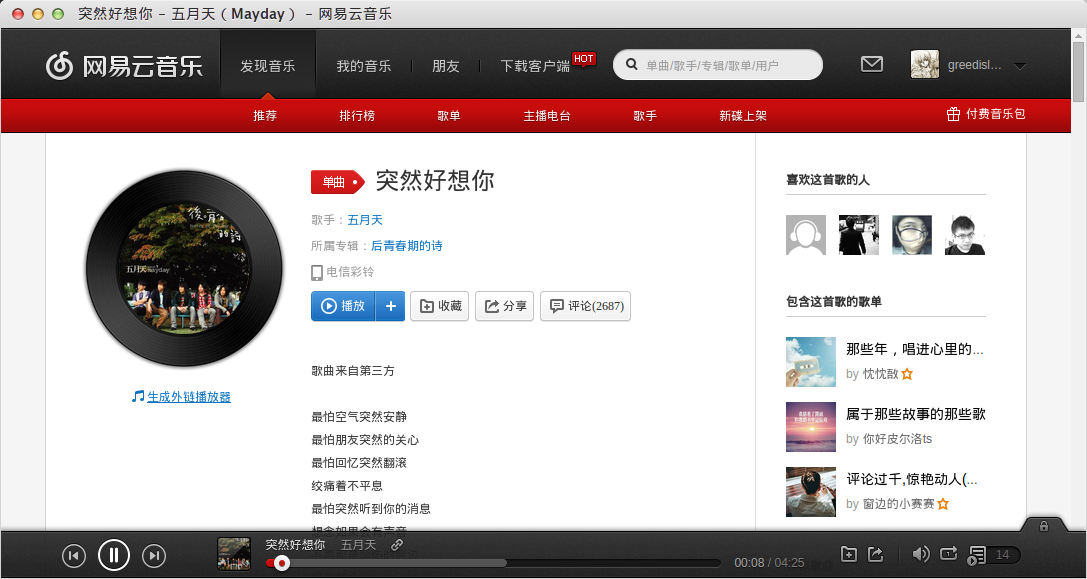 突然好想你 - 五月天（Mayday） - 网易云音乐
网易云音乐
发现音乐
我的音乐
朋友
下载客户端
HOT
单曲/歌手/专辑/歌单/用户
greedisl...
推荐
排行榜
歌单
主播电台
歌手
新碟上架
付费音乐包
单曲
突然好想你
歌手：五月天
所属专辑：后青春期的诗
电信彩铃
播放
+
收藏
分享
评论(2687)
後青春期的詩
五月天 mayday
生成外链播放器
歌曲来自第三方
最怕空气突然安静
最怕朋友突然的关心
最怕回忆突然翻滚
绞痛着不平息
最怕突然听到你的消息
想念如果会有声音
喜欢这首歌的人
包含这首歌的歌单
那些年，唱进心里的...
by 忱忱敨
属于那些故事的那些歌
by 你好皮尔洛ts
评论过千,惊艳动人(...
by 窗边的小赛赛
突然好想你 五月天
00:08 / 04:25
14